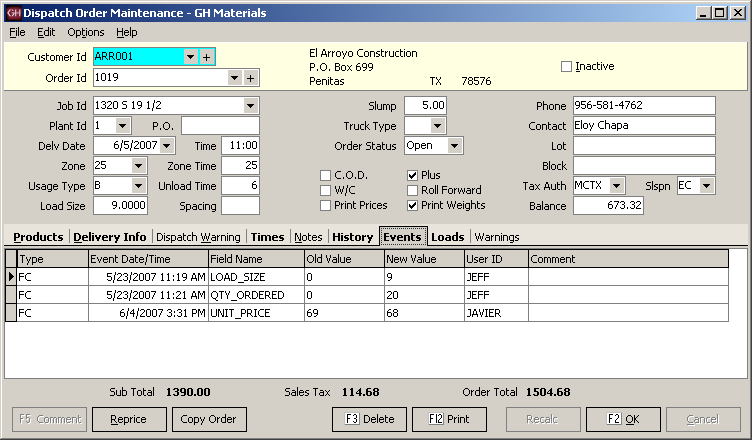 GH Dispatch Order Maintenance - GH Materials
File Edit Options Help
Customer Id ARR001 + El Arroyo Construction
P.O. Box 699 Inactive
Order Id 1019 + Penitas TX 78576
Job Id 1320 S 19 1/2 Slump 5.00 Phone 956-581-4762
Plant Id 1 P.O. Truck Type Contact Eloy Chapa
Delv Date 6/5/2007 Time 11:00 Order Status Open Lot
Zone 25 Zone Time 25 Block
Usage Type B Unload Time 6 C.O.D. Plus Tax Auth MCTX Slspn EC
W/C Roll Forward
Load Size 9.0000 Spacing Print Prices Print Weights Balance 673.32
Products Delivery Info Dispatch Warning Times Notes History Events Loads Warnings
Type Event Date/Time Field Name Old Value New Value User ID Comment
FC 5/23/2007 11:19 AM LOAD_SIZE 0 9 JEFF
FC 5/23/2007 11:21 AM QTY_ORDERED 0 20 JEFF
FC 6/4/2007 3:31 PM UNIT_PRICE 69 68 JAVIER
Sub Total 1390.00 Sales Tax 114.68 Order Total 1504.68
F5 Comment Reprice Copy Order F3 Delete F12 Print Recalc F2 OK Cancel